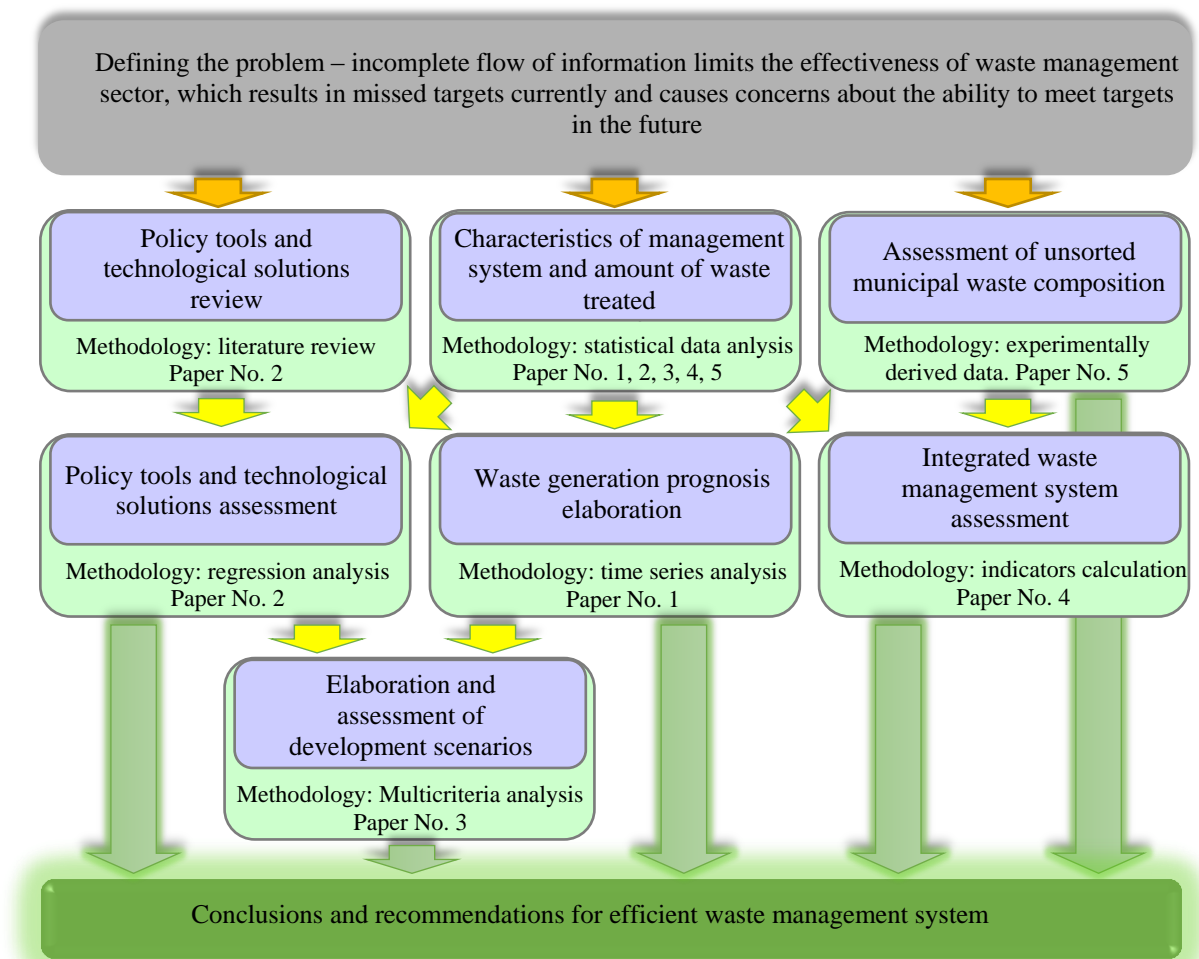 Defining the problem – incomplete flow of information limits the effectiveness of waste management
sector, which results in missed targets currently and causes concerns about the ability to meet targets
in the future
Policy tools and
technological solutions
review
Methodology: literature review
Paper No. 2
Characteristics of management
system and amount of waste
treated
Methodology: statistical data anlysis
Paper No. 1, 2, 3, 4, 5
Assessment of unsorted
municipal waste composition
Methodology: experimentally
derived data. Paper No. 5
Policy tools and technological
solutions assessment
Methodology: regression analysis
Paper No. 2
Waste generation prognosis
elaboration
Methodology: time series analysis
Paper No. 1
Integrated waste
management system
assessment
Methodology: indicators calculation
Paper No. 4
Elaboration and
assessment of
development scenarios
Methodology: Multicriteria analysis
Paper No. 3
Conclusions and recommendations for efficient waste management system